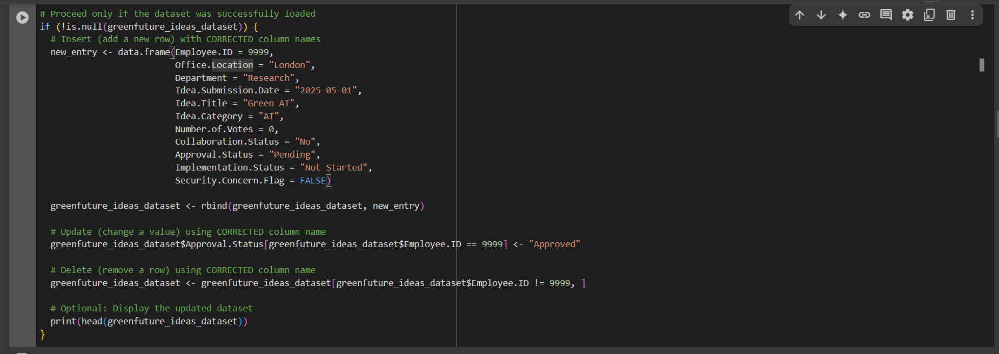 # Proceed only if the dataset was successfully loaded
if (!is.null(greenfuture_ideas_dataset)) {
  # Insert (add a new row) with CORRECTED column names
  new_entry <- data.frame(Employee.ID = 9999,
                          Office.Location = "London",
                          Department = "Research",
                          Idea.Submission.Date = "2025-05-01",
                          Idea.Title = "Green AI",
                          Idea.Category = "AI",
                          Number.of.Votes = 0,
                          Collaboration.Status = "No",
                          Approval.Status = "Pending",
                          Implementation.Status = "Not Started",
                          Security.Concern.Flag = FALSE)
  greenfuture_ideas_dataset <- rbind(greenfuture_ideas_dataset, new_entry)
  # Update (change a value) using CORRECTED column name
  greenfuture_ideas_dataset$Approval.Status[greenfuture_ideas_dataset$Employee.ID == 9999] <- "Approved"
  # Delete (remove a row) using CORRECTED column name
  greenfuture_ideas_dataset <- greenfuture_ideas_dataset[greenfuture_ideas_dataset$Employee.ID != 9999, ]
  # Optional: Display the updated dataset
  print(head(greenfuture_ideas_dataset))
}